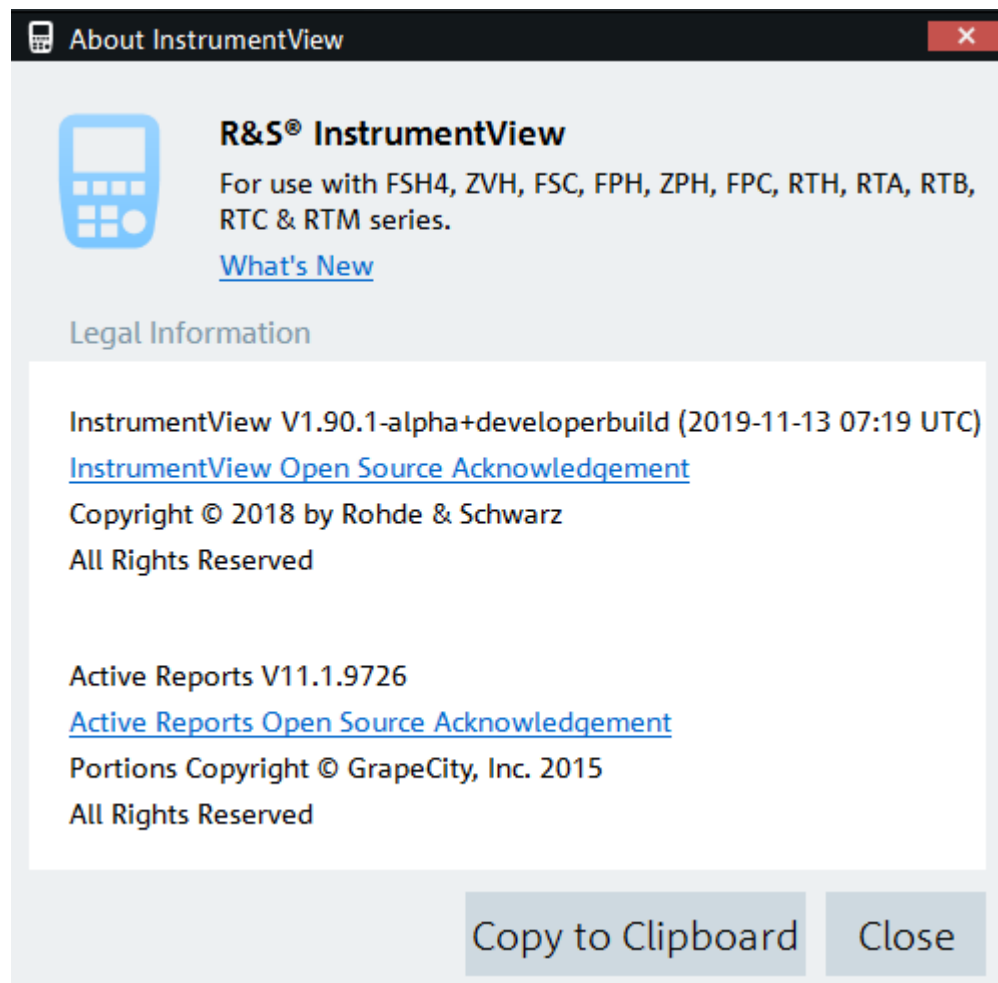 About InstrumentView
R&S® InstrumentView
For use with FSH4, ZVH, FSC, FPH, ZPH, FPC, RTH, RTA, RTB,
RTC & RTM series.
What's New
Legal Information
InstrumentView V1.90.1-alpha+developerbuild (2019-11-13 07:19 UTC)
InstrumentView Open Source Acknowledgement
Copyright © 2018 by Rohde & Schwarz
All Rights Reserved
Active Reports V11.1.9726
Active Reports Open Source Acknowledgement
Portions Copyright © GrapeCity, Inc. 2015
All Rights Reserved
Copy to Clipboard Close